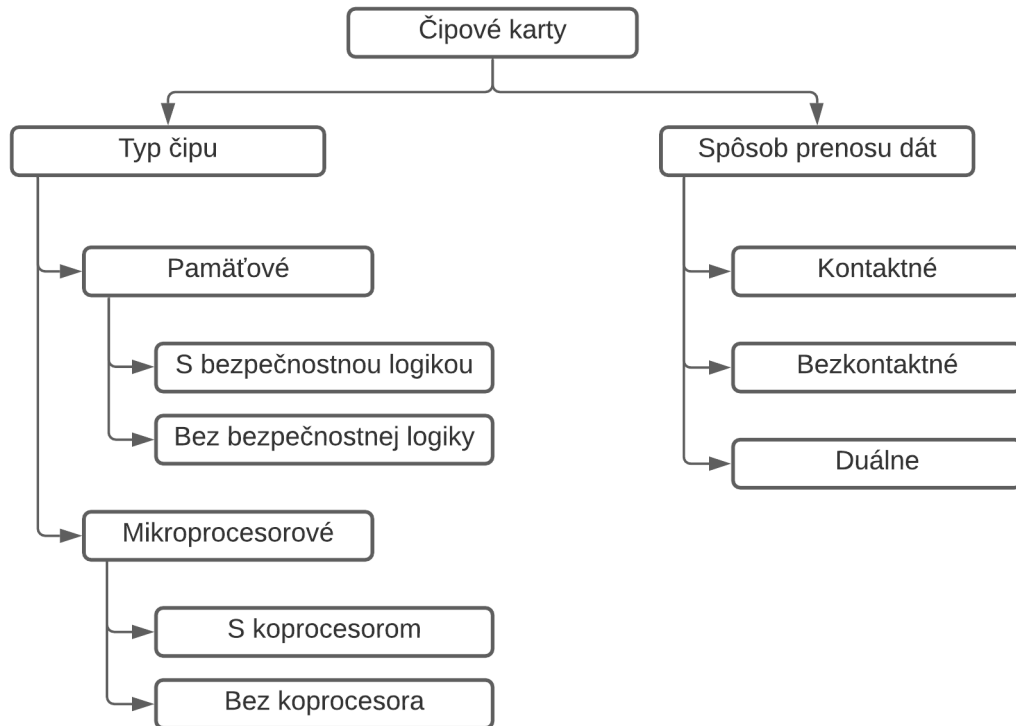 Čipové karty
Typ čipu
Spôsob prenosu dát
Pamäťové
Kontaktné
S bezpečnostnou logikou
Bezkontaktné
Bez bezpečnostnej logiky
Duálne
Mikroprocesorové
S koprocesorom
Bez koprocesora